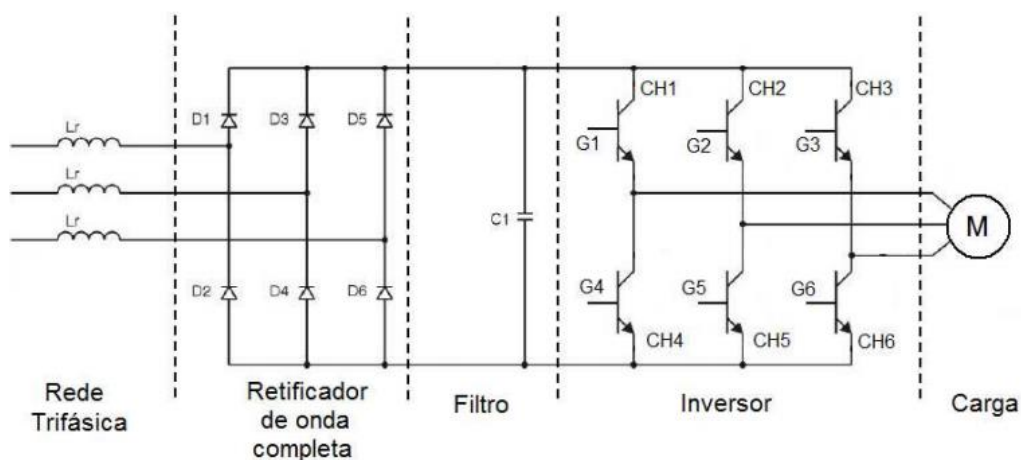 CH1
CH2
CH3
D1
D3
D5
Lr
G1
G2
G3
Lr
Lr
C1
M
D2
D4
D6
G4
G5
G6
CH4
CH5
CH6
Rede
Trifásica
Retificador
de onda
completa
Filtro
Inversor
Carga